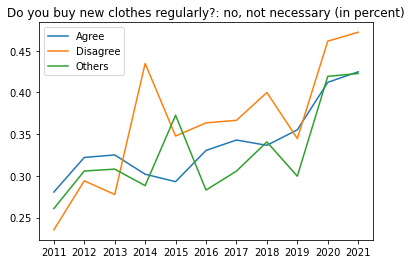 Do you buy new clothes regularly?: no, not necessary (in percent)
Agree
Disagree
Others
0.45
0.40
0.35
0.30
0.25
2011 2012 2013 2014 2015 2016 2017 2018 2019 2020 2021